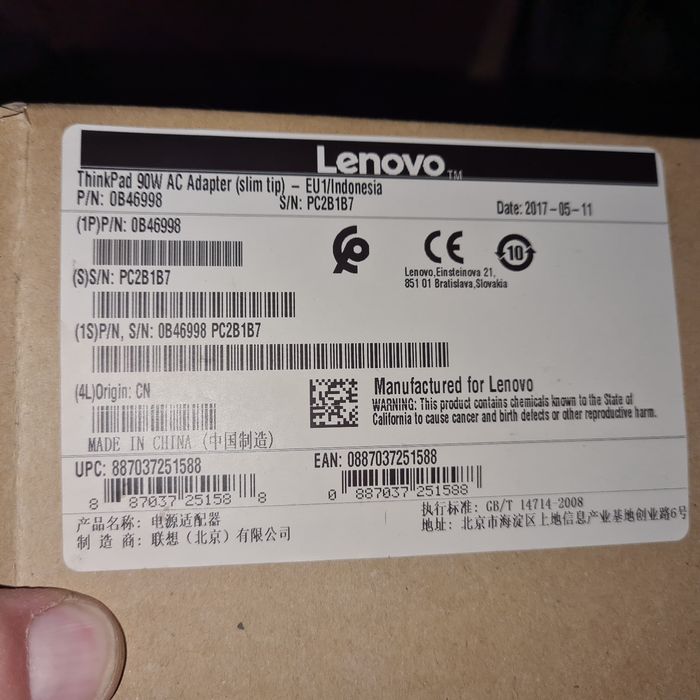 Lenovo™
ThinkPad 90W AC Adapter (slim tip) - EU1/Indonesia
P/N: 0B46998 S/N: PC2B1B7 Date: 2017-05-11
(1P)P/N: 0B46998
(S)S/N: PC2B1B7
CE 10
Lenovo,Einsteinova 21,
851 01 Bratislava,Slovakia
(1S)P/N, S/N: 0B46998 PC2B1B7
(4L)Origin: CN
MADE IN CHINA (中国制造)
Manufactured for Lenovo
WARNING: This product contains chemicals known to the State of
California to cause cancer and birth defects or other reproductive harm.
UPC: 887037251588 EAN: 0887037251588
8 87037 25158 8 0 887037 251588
产品名称: 电源适配器
制 造 商: 联想 (北京) 有限公司
执行标准: GB/T 14714-2008
地址: 北京市海淀区上地信息产业基地创业路6号